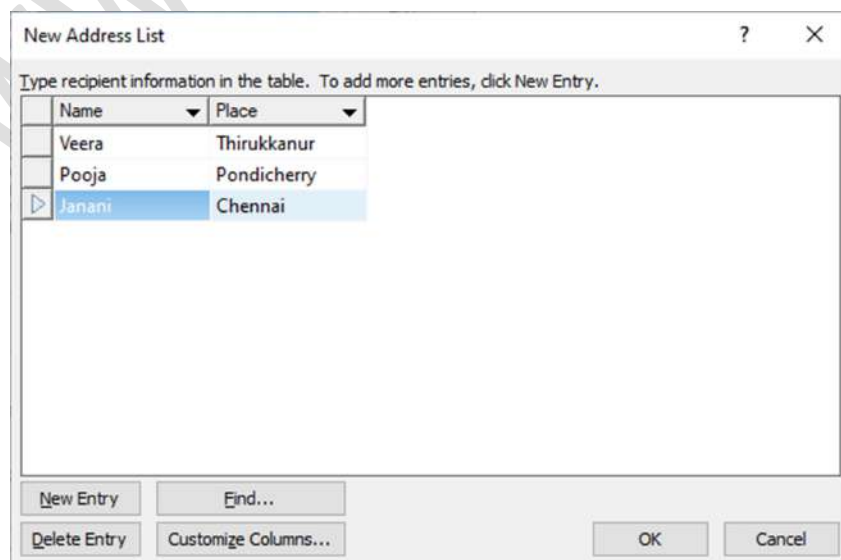 New Address List ? X
Type recipient information in the table. To add more entries, click New Entry.
Name Place
Veera Thirukkanur
Pooja Pondicherry
Janani Chennai
New Entry Find...
Delete Entry Customize Columns... OK Cancel